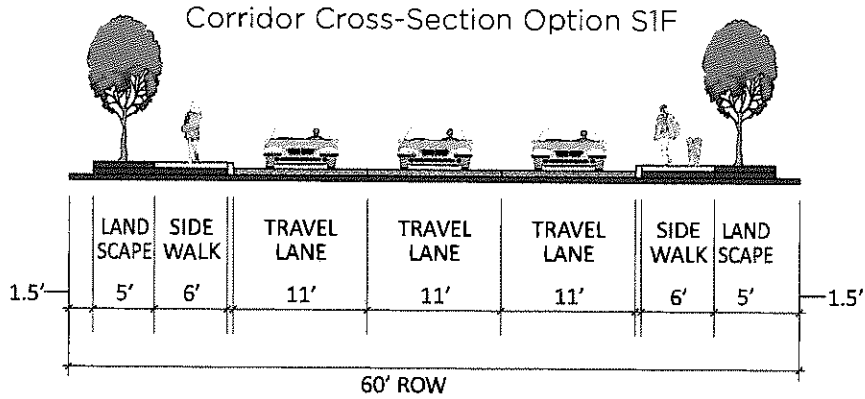 Corridor Cross-Section Option S1F
LAND SIDE TRAVEL TRAVEL TRAVEL SIDE LAND
SCAPE WALK LANE LANE LANE WALK SCAPE
1.5' 5' 6' 11' 11' 11' 6' 5' 1.5'
60' ROW